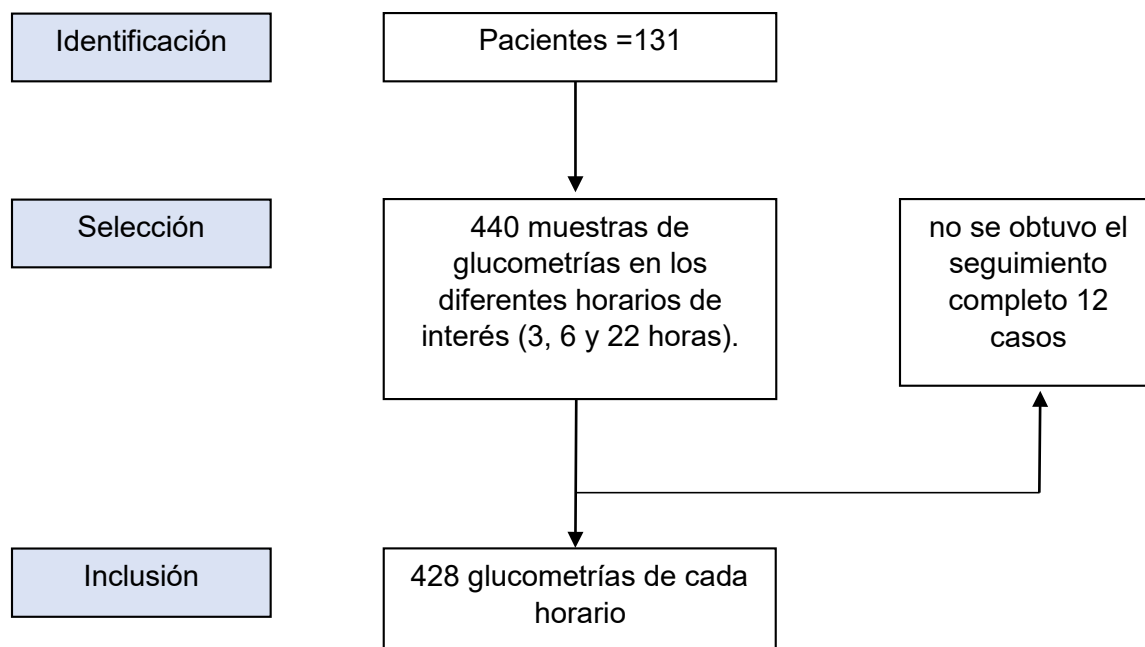 Identificación
Pacientes =131
Selección
440 muestras de
glucometrías en los
diferentes horarios de
interés (3, 6 y 22 horas).
no se obtuvo el
seguimiento
completo 12
casos
Inclusión
428 glucometrías de cada
horario